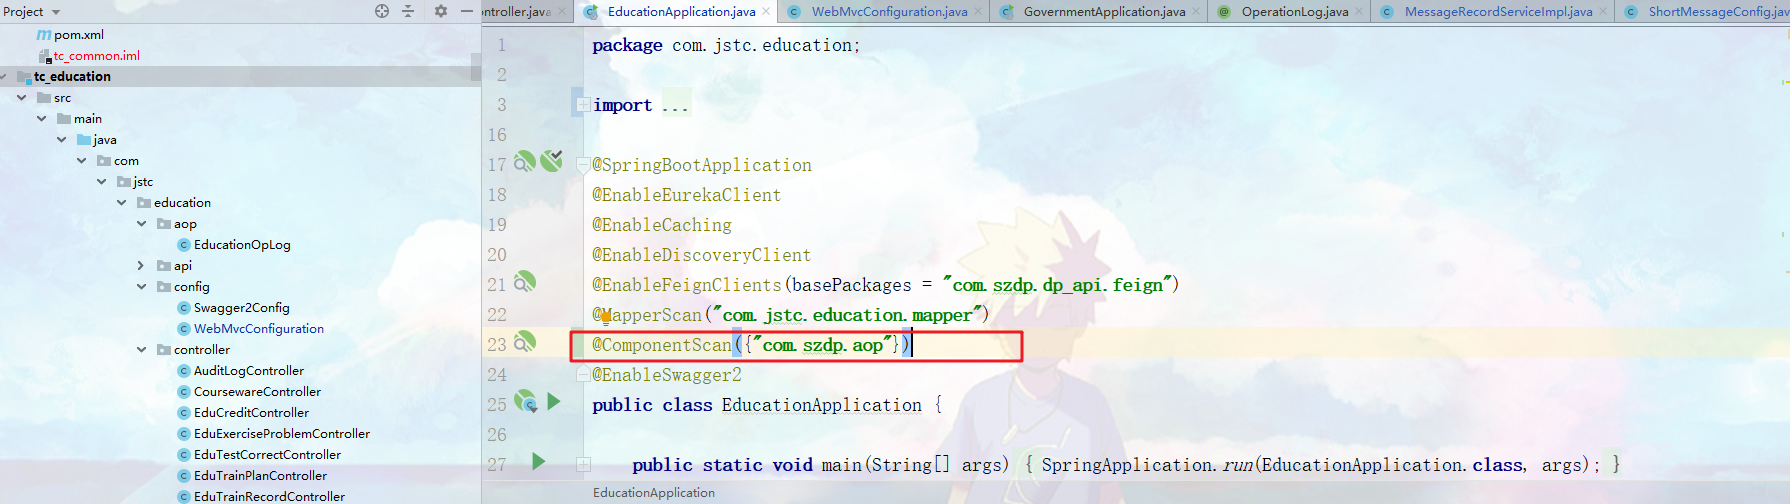 Project
pom.xml
tc_common.iml
tc_education
src
main
java
com
jstc
education
aop
EducationOpLog
api
config
Swagger2Config
WebMvcConfiguration
controller
AuditLogController
CoursewareController
EduCreditController
EduExerciseProblemController
EduTestCorrectController
EduTrainPlanController
EduTrainRecordController
ontroller.java EducationApplication.java WebMvcConfiguration.java GovernmentApplication.java OperationLog.java MessageRecordServiceImpl.java ShortMessageConfig.jav
1 package com.jstc.education;
2
3 import ...
16
17 @SpringBootApplication
18 @EnableEurekaClient
19 @EnableCaching
20 @EnableDiscoveryClient
21 @EnableFeignClients(basePackages = "com.szdp.dp_api.feign")
22 @MapperScan("com.jstc.education.mapper")
23 @ComponentScan({"com.szdp.aop"})
24 @EnableSwagger2
25 public class EducationApplication {
26
27 public static void main(String[] args) { SpringApplication.run(EducationApplication.class, args); }
EducationApplication